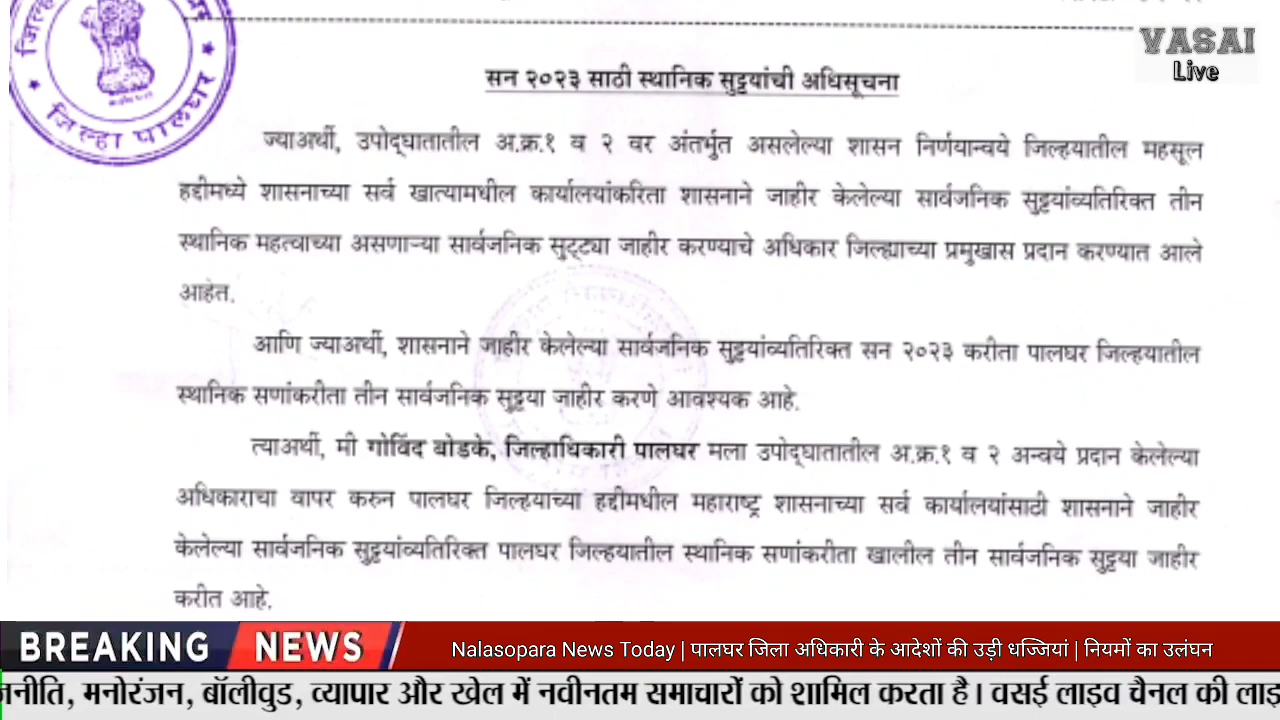 VASAI
Live
जिल्हा पालघर
सन २०२३ साठी स्थानिक सुट्टयांची अधिसूचना
ज्याअर्थी, उपोद्घातातील अ.क्र.१ व २ वर अंतर्भुत असलेल्या शासन निर्णयान्वये जिल्हयातील महसूल
हद्दीमध्ये शासनाच्या सर्व खात्यामधील कार्यालयांकरिता शासनाने जाहीर केलेल्या सार्वजनिक सुट्टयांव्यतिरिक्त तीन
स्थानिक महत्वाच्या असणाऱ्या सार्वजनिक सुट्ट्या जाहीर करण्याचे अधिकार जिल्ह्याच्या प्रमुखास प्रदान करण्यात आले
आहेत.
आणि ज्याअर्थी, शासनाने जाहीर केलेल्या सार्वजनिक सुट्टयांव्यतिरिक्त सन २०२३ करीता पालघर जिल्हयातील
स्थानिक सणांकरीता तीन सार्वजनिक सुट्टया जाहीर करणे आवश्यक आहे.
त्याअर्थी, मी गोविंद बोडके, जिल्हाधिकारी पालघर मला उपोद्घातातील अ.क्र.१ व २ अन्वये प्रदान केलेल्या
अधिकाराचा वापर करुन पालघर जिल्हयाच्या हद्दीमधील महाराष्ट्र शासनाच्या सर्व कार्यालयांसाठी शासनाने जाहीर
केलेल्या सार्वजनिक सुट्टयांव्यतिरिक्त पालघर जिल्हयातील स्थानिक सणांकरीता खालील तीन सार्वजनिक सुट्टया जाहीर
करीत आहे.
BREAKING NEWS
Nalasopara News Today | पालघर जिला अधिकारी के आदेशों की उड़ी धज्जियां | नियमों का उलंघन
जनीति, मनोरंजन, बॉलीवुड, व्यापार और खेल में नवीनतम समाचारों को शामिल करता है। वसई लाइव चैनल की लाइ